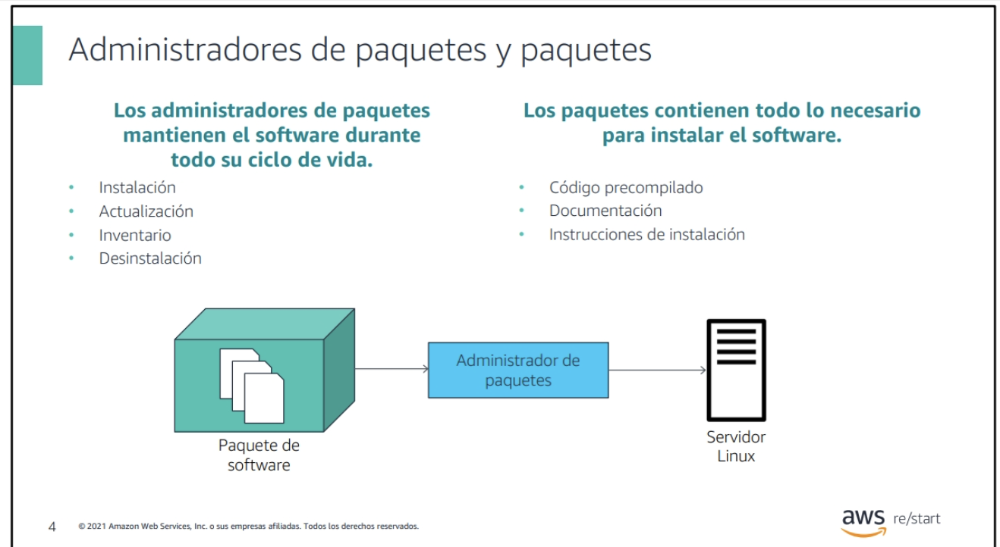 Administradores de paquetes y paquetes
Los administradores de paquetes
mantienen el software durante
todo su ciclo de vida.
• Instalación
• Actualización
• Inventario
• Desinstalación
Los paquetes contienen todo lo necesario
para instalar el software.
• Código precompilado
• Documentación
• Instrucciones de instalación
Paquete de
software
Administrador de
paquetes
Servidor
Linux
4
© 2021 Amazon Web Services, Inc. o sus empresas afiliadas. Todos los derechos reservados.
aws re/start